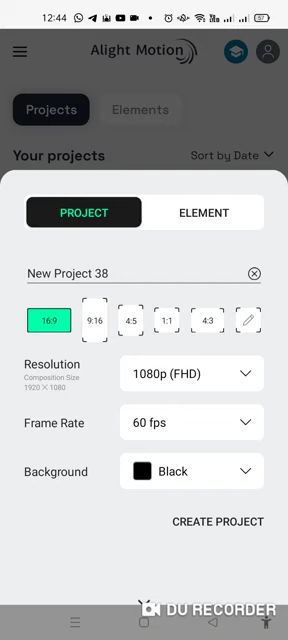 12:44
57
Alight Motion
Projects
Elements
Your projects
Sort by Date
PROJECT
ELEMENT
New Project 38
16:9
9:16
4:5
1:1
4:3
Resolution
Composition Size
1920 X 1080
1080p (FHD)
Frame Rate
60 fps
Background
Black
CREATE PROJECT
DU RECORDER